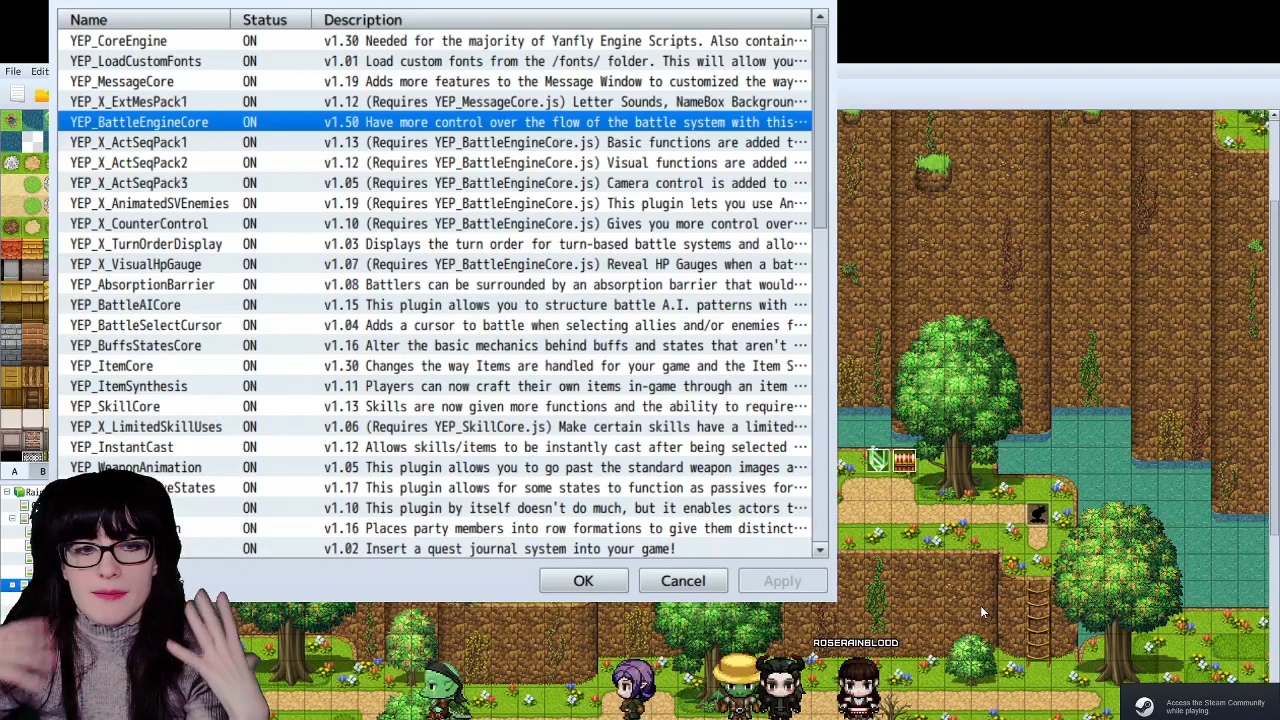 Name Status Description
YEP_CoreEngine ON v1.30 Needed for the majority of Yanfly Engine Scripts. Also contain···
File Edit
YEP_LoadCustomFonts ON v1.01 Load custom fonts from the /fonts/ folder. This will allow you···
YEP_MessageCore ON v1.19 Adds more features to the Message Window to customized the way···
YEP_X_ExtMesPack1 ON v1.12 (Requires YEP_MessageCore.js) Letter Sounds, NameBox Backgroun···
YEP_BattleEngineCore ON v1.50 Have more control over the flow of the battle system with this···
YEP_X_ActSeqPack1 ON v1.13 (Requires YEP_BattleEngineCore.js) Basic functions are added t···
YEP_X_ActSeqPack2 ON v1.12 (Requires YEP_BattleEngineCore.js) Visual functions are added ···
YEP_X_ActSeqPack3 ON v1.05 (Requires YEP_BattleEngineCore.js) Camera control is added to ···
YEP_X_AnimatedSVEnemies ON v1.19 (Requires YEP_BattleEngineCore.js) This plugin lets you use An···
YEP_X_CounterControl ON v1.10 (Requires YEP_BattleEngineCore.js) Gives you more control over···
YEP_X_TurnOrderDisplay ON v1.03 Displays the turn order for turn-based battle systems and allo···
YEP_X_VisualHpGauge ON v1.07 (Requires YEP_BattleEngineCore.js) Reveal HP Gauges when a bat···
YEP_AbsorptionBarrier ON v1.08 Battlers can be surrounded by an absorption barrier that would···
YEP_BattleAICore ON v1.15 This plugin allows you to structure battle A.I. patterns with ···
YEP_BattleSelectCursor ON v1.04 Adds a cursor to battle when selecting allies and/or enemies f···
YEP_BuffsStatesCore ON v1.16 Alter the basic mechanics behind buffs and states that aren't ···
YEP_ItemCore ON v1.30 Changes the way Items are handled for your game and the Item S···
YEP_ItemSynthesis ON v1.11 Players can now craft their own items in-game through an item ···
YEP_SkillCore ON v1.13 Skills are now given more functions and the ability to require···
YEP_X_LimitedSkillUses ON v1.06 (Requires YEP_SkillCore.js) Make certain skills have a limited···
YEP_InstantCast ON v1.12 Allows skills/items to be instantly cast after being selected ···
YEP_WeaponAnimation ON v1.05 This plugin allows you to go past the standard weapon images a···
A B
veStates ON v1.17 This plugin allows for some states to function as passives for···
Rai
ON v1.10 This plugin by itself doesn't do much, but it enables actors t···
ON v1.16 Places party members into row formations to give them distinct···
ON v1.02 Insert a quest journal system into your game!
OK Cancel Apply
ROSERAINBLOOD
Access the Steam Community
while playing